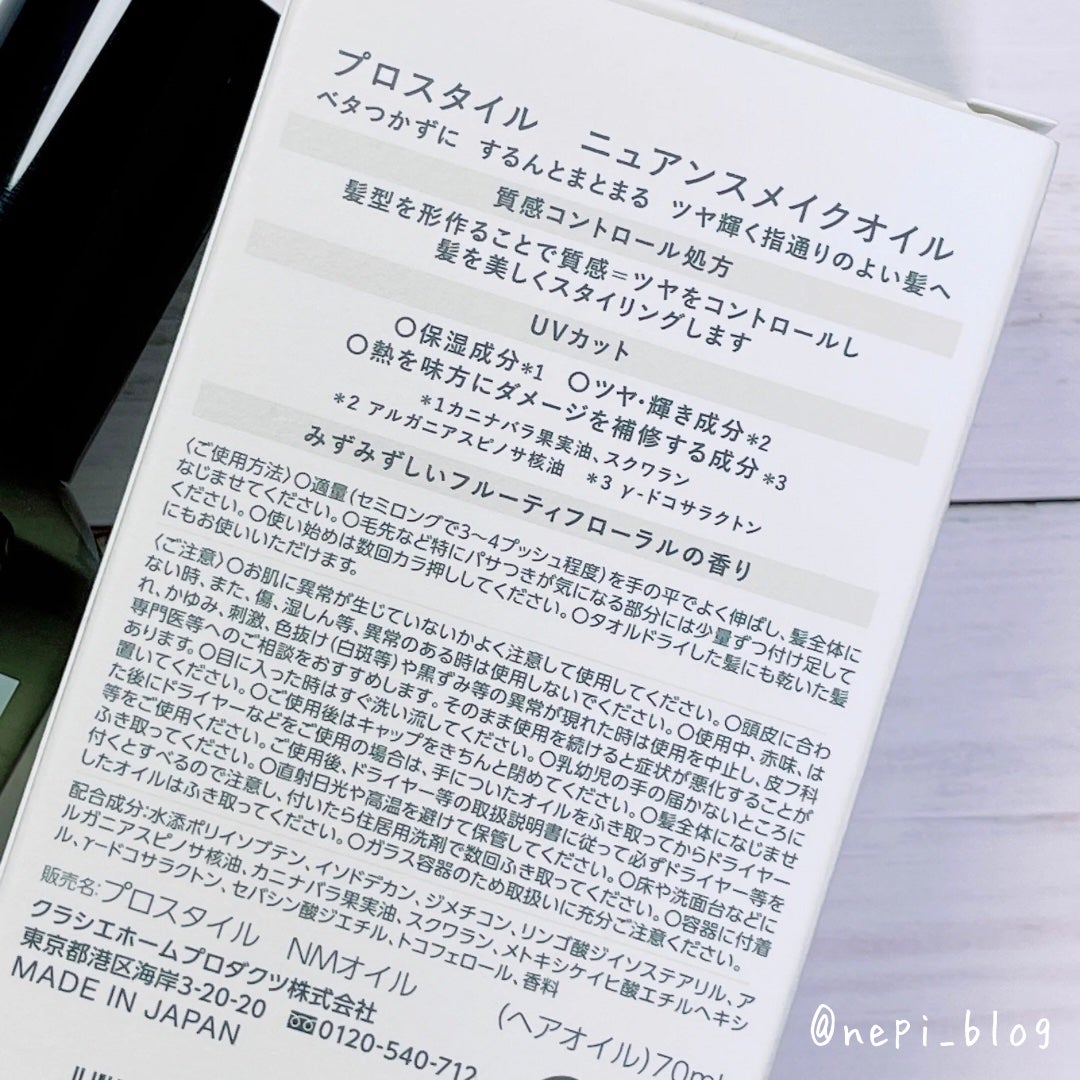 プロスタイル　ニュアンスメイクオイル
ベタつかずに　するんとまとまる　ツヤ輝く指通りのよい髪へ
質感コントロール処方
髪型を形作ることで質感=ツヤをコントロールし
髪を美しくスタイリングします
UVカット
○保湿成分*1　○ツヤ・輝き成分*2
○熱を味方にダメージを補修する成分*3
*1カニナバラ果実油、スクワラン
*2 アルガニアスピノサ核油　*3 γ-ドコサラクトン
みずみずしいフルーティフローラルの香り
〈ご使用方法〉○適量(セミロングで3〜4プッシュ程度)を手の平でよく伸ばし、髪全体に
なじませてください。○毛先など特にパサつきが気になる部分には少量ずつ付け足して
ください。○使い始めは数回カラ押ししてください。○タオルドライした髪にも乾いた髪
にもお使いいただけます。
〈ご注意〉○お肌に異常が生じていないかよく注意して使用してください。○頭皮に合わ
ない時、また、傷、湿しん等、異常のある時は使用しないでください。○使用中、赤味、は
れ、かゆみ、刺激、色抜け(白斑等)や黒ずみ等の異常が現れた時は使用を中止し、皮フ科
専門医等へのご相談をおすすめします。そのまま使用を続けると症状が悪化することが
あります。○目に入った時はすぐ洗い流してください。○乳幼児の手の届かないところに
置いてください。○ご使用後はキャップをきちんと閉めてください。○髪全体になじませ
た後にドライヤーなどをご使用の場合は、手についたオイルをふき取ってからドライヤー
等をご使用ください。ご使用後、ドライヤー等の取扱説明書に従って必ずドライヤー等を
ふき取ってください。○直射日光や高温を避けて保管してください。○床や洗面台などに
付くとすべるので注意し、付いたら住居用洗剤で数回ふき取ってください。○容器に付着
したオイルはふき取ってください。○ガラス容器のため取扱いに充分ご注意ください。
配合成分:水添ポリイソブテン、イソドデカン、ジメチコン、リンゴ酸ジイソステアリル、ア
ルガニアスピノサ核油、カニナバラ果実油、スクワラン、メトキシケイヒ酸エチルヘキシ
ル、γ-ドコサラクトン、セバシン酸ジエチル、トコフェロール、香料
販売名:プロスタイル　NMオイル　(ヘアオイル)70ml
クラシエホームプロダクツ株式会社
東京都港区海岸3-20-20　0120-540-712
MADE IN JAPAN
@nepi_blog